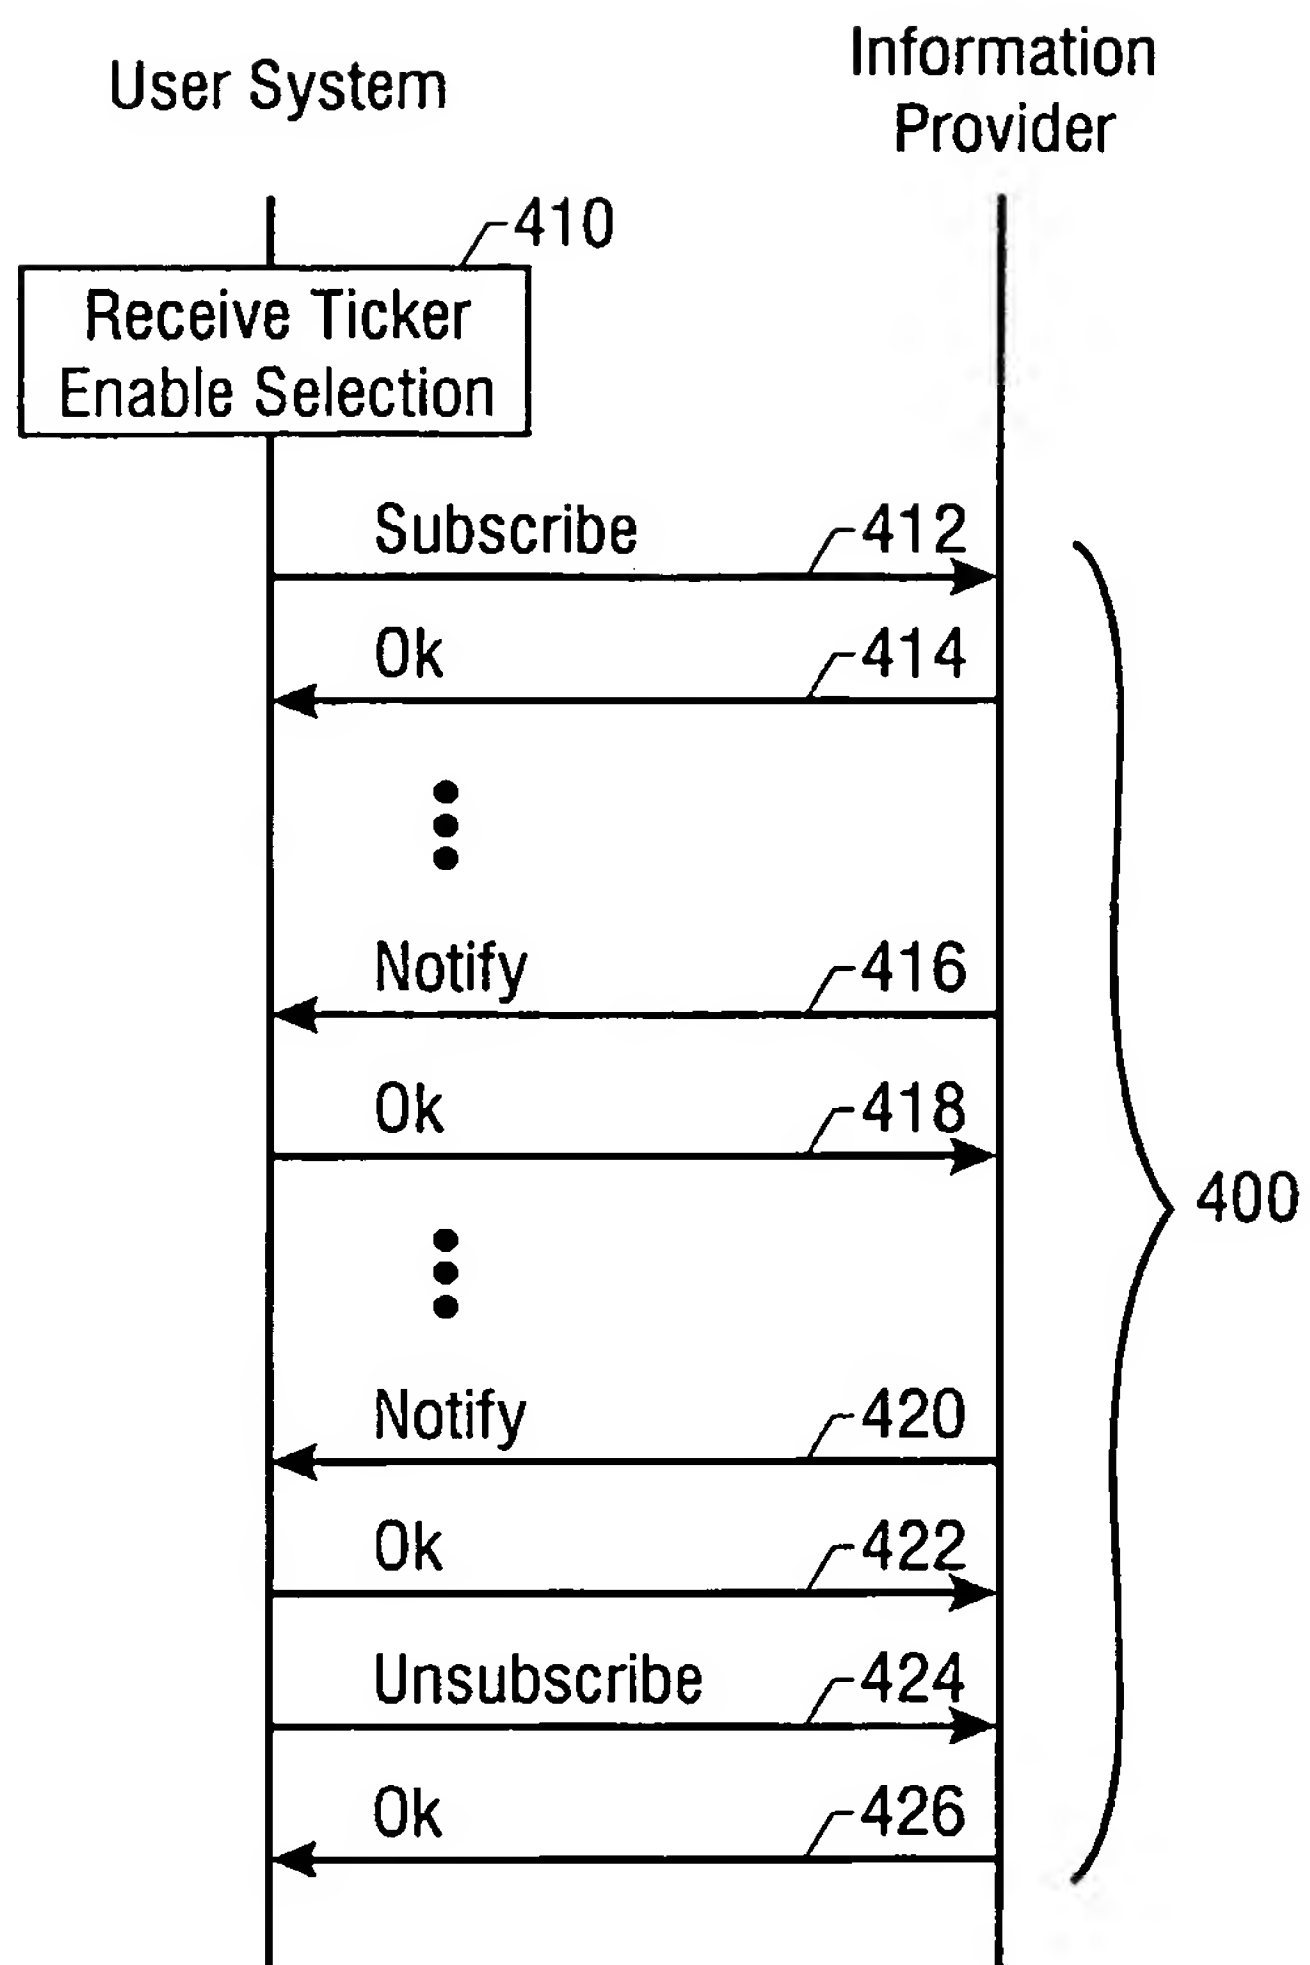 User System
Information
Provider
410
Receive Ticker
Enable Selection
Subscribe 412
Ok 414
Notify 416
Ok 418
400
Notify 420
Ok 422
Unsubscribe 424
Ok 426